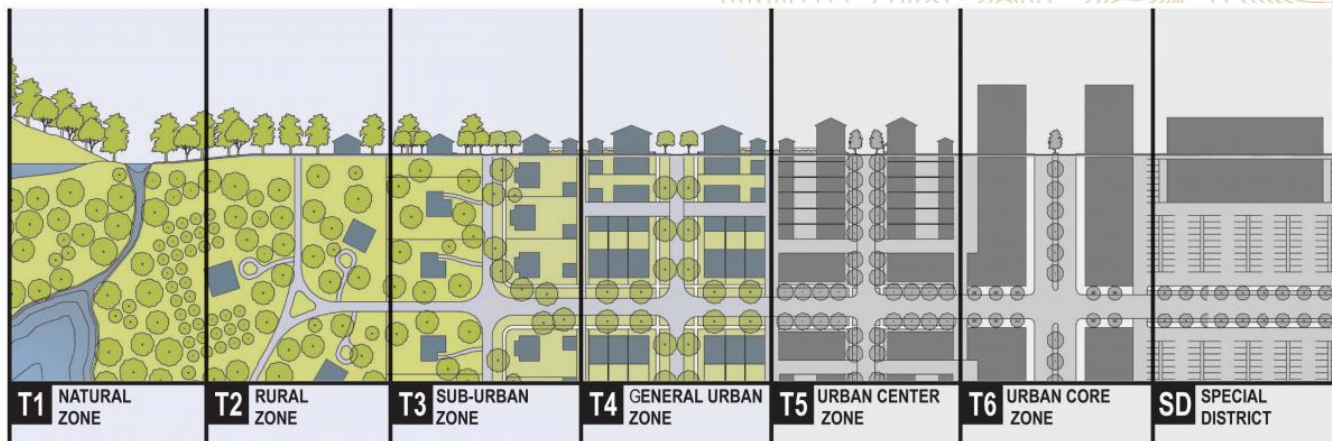 T1 NATURAL
ZONE
T2 RURAL
ZONE
T3 SUB-URBAN
ZONE
T4 GENERAL URBAN
ZONE
T5 URBAN CENTER
ZONE
T6 URBAN CORE
ZONE
SD SPECIAL
DISTRICT